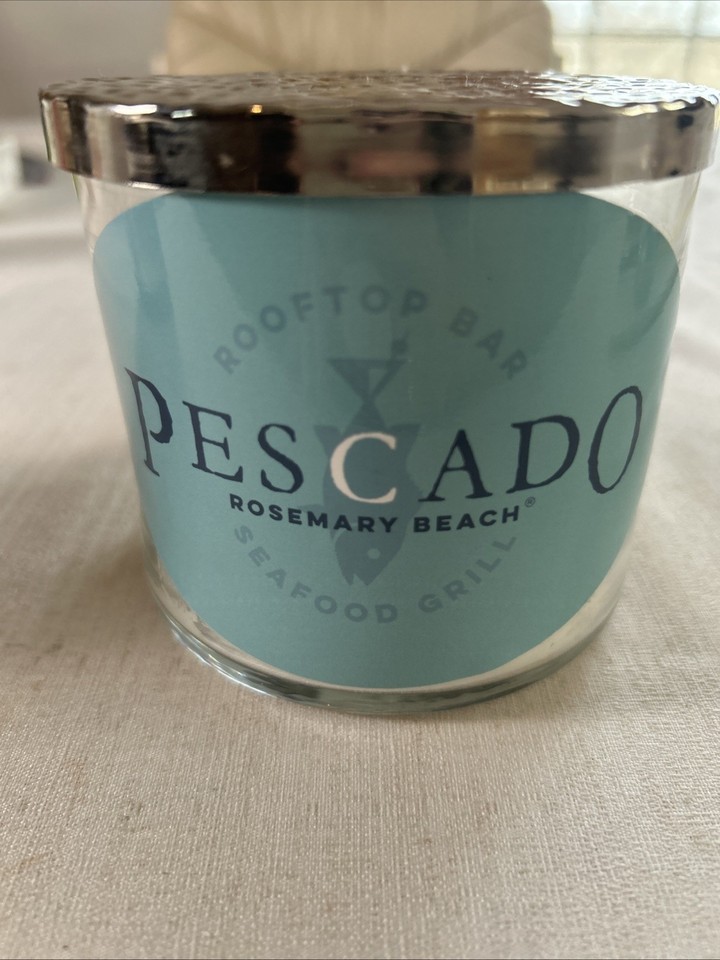 ROOFTOP BAR
PESCADO
ROSEMARY BEACH®
SEAFOOD GRILL